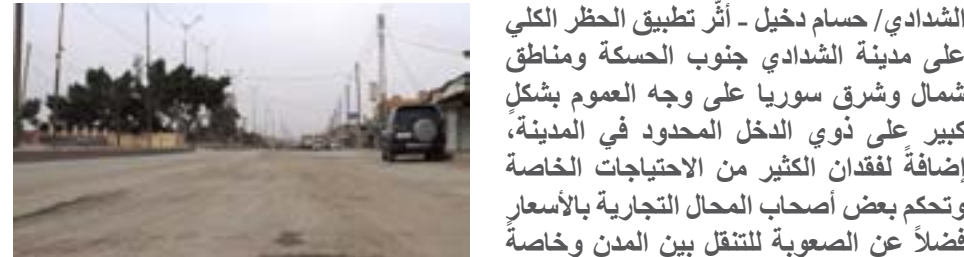 الشدادي/ حسام دخيل ـ أثّر تطبيق الحظر الكلي
على مدينة الشدادي جنوب الحسكة ومناطق
شمال وشرق سوريا على وجه العموم بشكلٍ
كبير على ذوي الدخل المحدود في المدينة،
إضافةً لفقدان الكثير من الاحتياجات الخاصة
وتحكم بعض أصحاب المحال التجارية بالأسعار
فضلاً عن الصعوبة للتنقل بين المدن وخاصةً